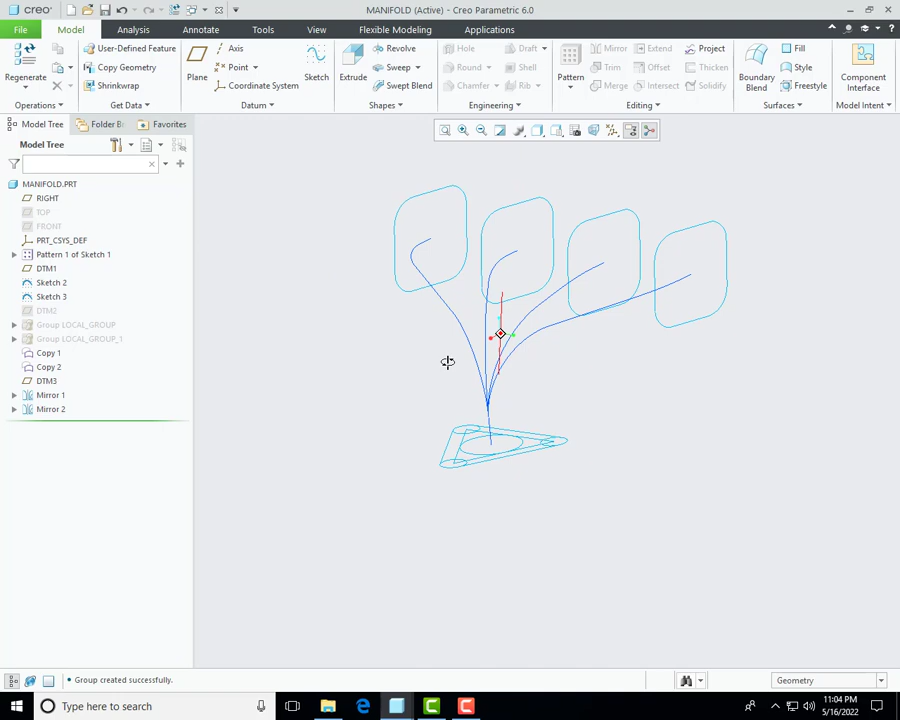 creo MANIFOLD (Active) - Creo Parametric 6.0
File Model Analysis Annotate Tools View Flexible Modeling Applications
User-Defined Feature Axis Revolve Hole Draft Mirror Extend Project Fill
Copy Geometry Point Sweep Round Shell Trim Offset Thicken Style
Regenerate Shrinkwrap Plane Coordinate System Sketch Extrude Swept Blend Chamfer Rib Pattern Merge Intersect Solidify Boundary Blend Freestyle Component Interface
Operations Get Data Datum Shapes Engineering Editing Surfaces Model Intent
Model Tree Folder Br Favorites
Model Tree
MANIFOLD.PRT
RIGHT
TOP
FRONT
PRT_CSYS_DEF
Pattern 1 of Sketch 1
DTM1
Sketch 2
Sketch 3
DTM2
Group LOCAL_GROUP
Group LOCAL_GROUP_1
Copy 1
Copy 2
DTM3
Mirror 1
Mirror 2
• Group created successfully. Geometry
Type here to search 11:04 PM
5/16/2022